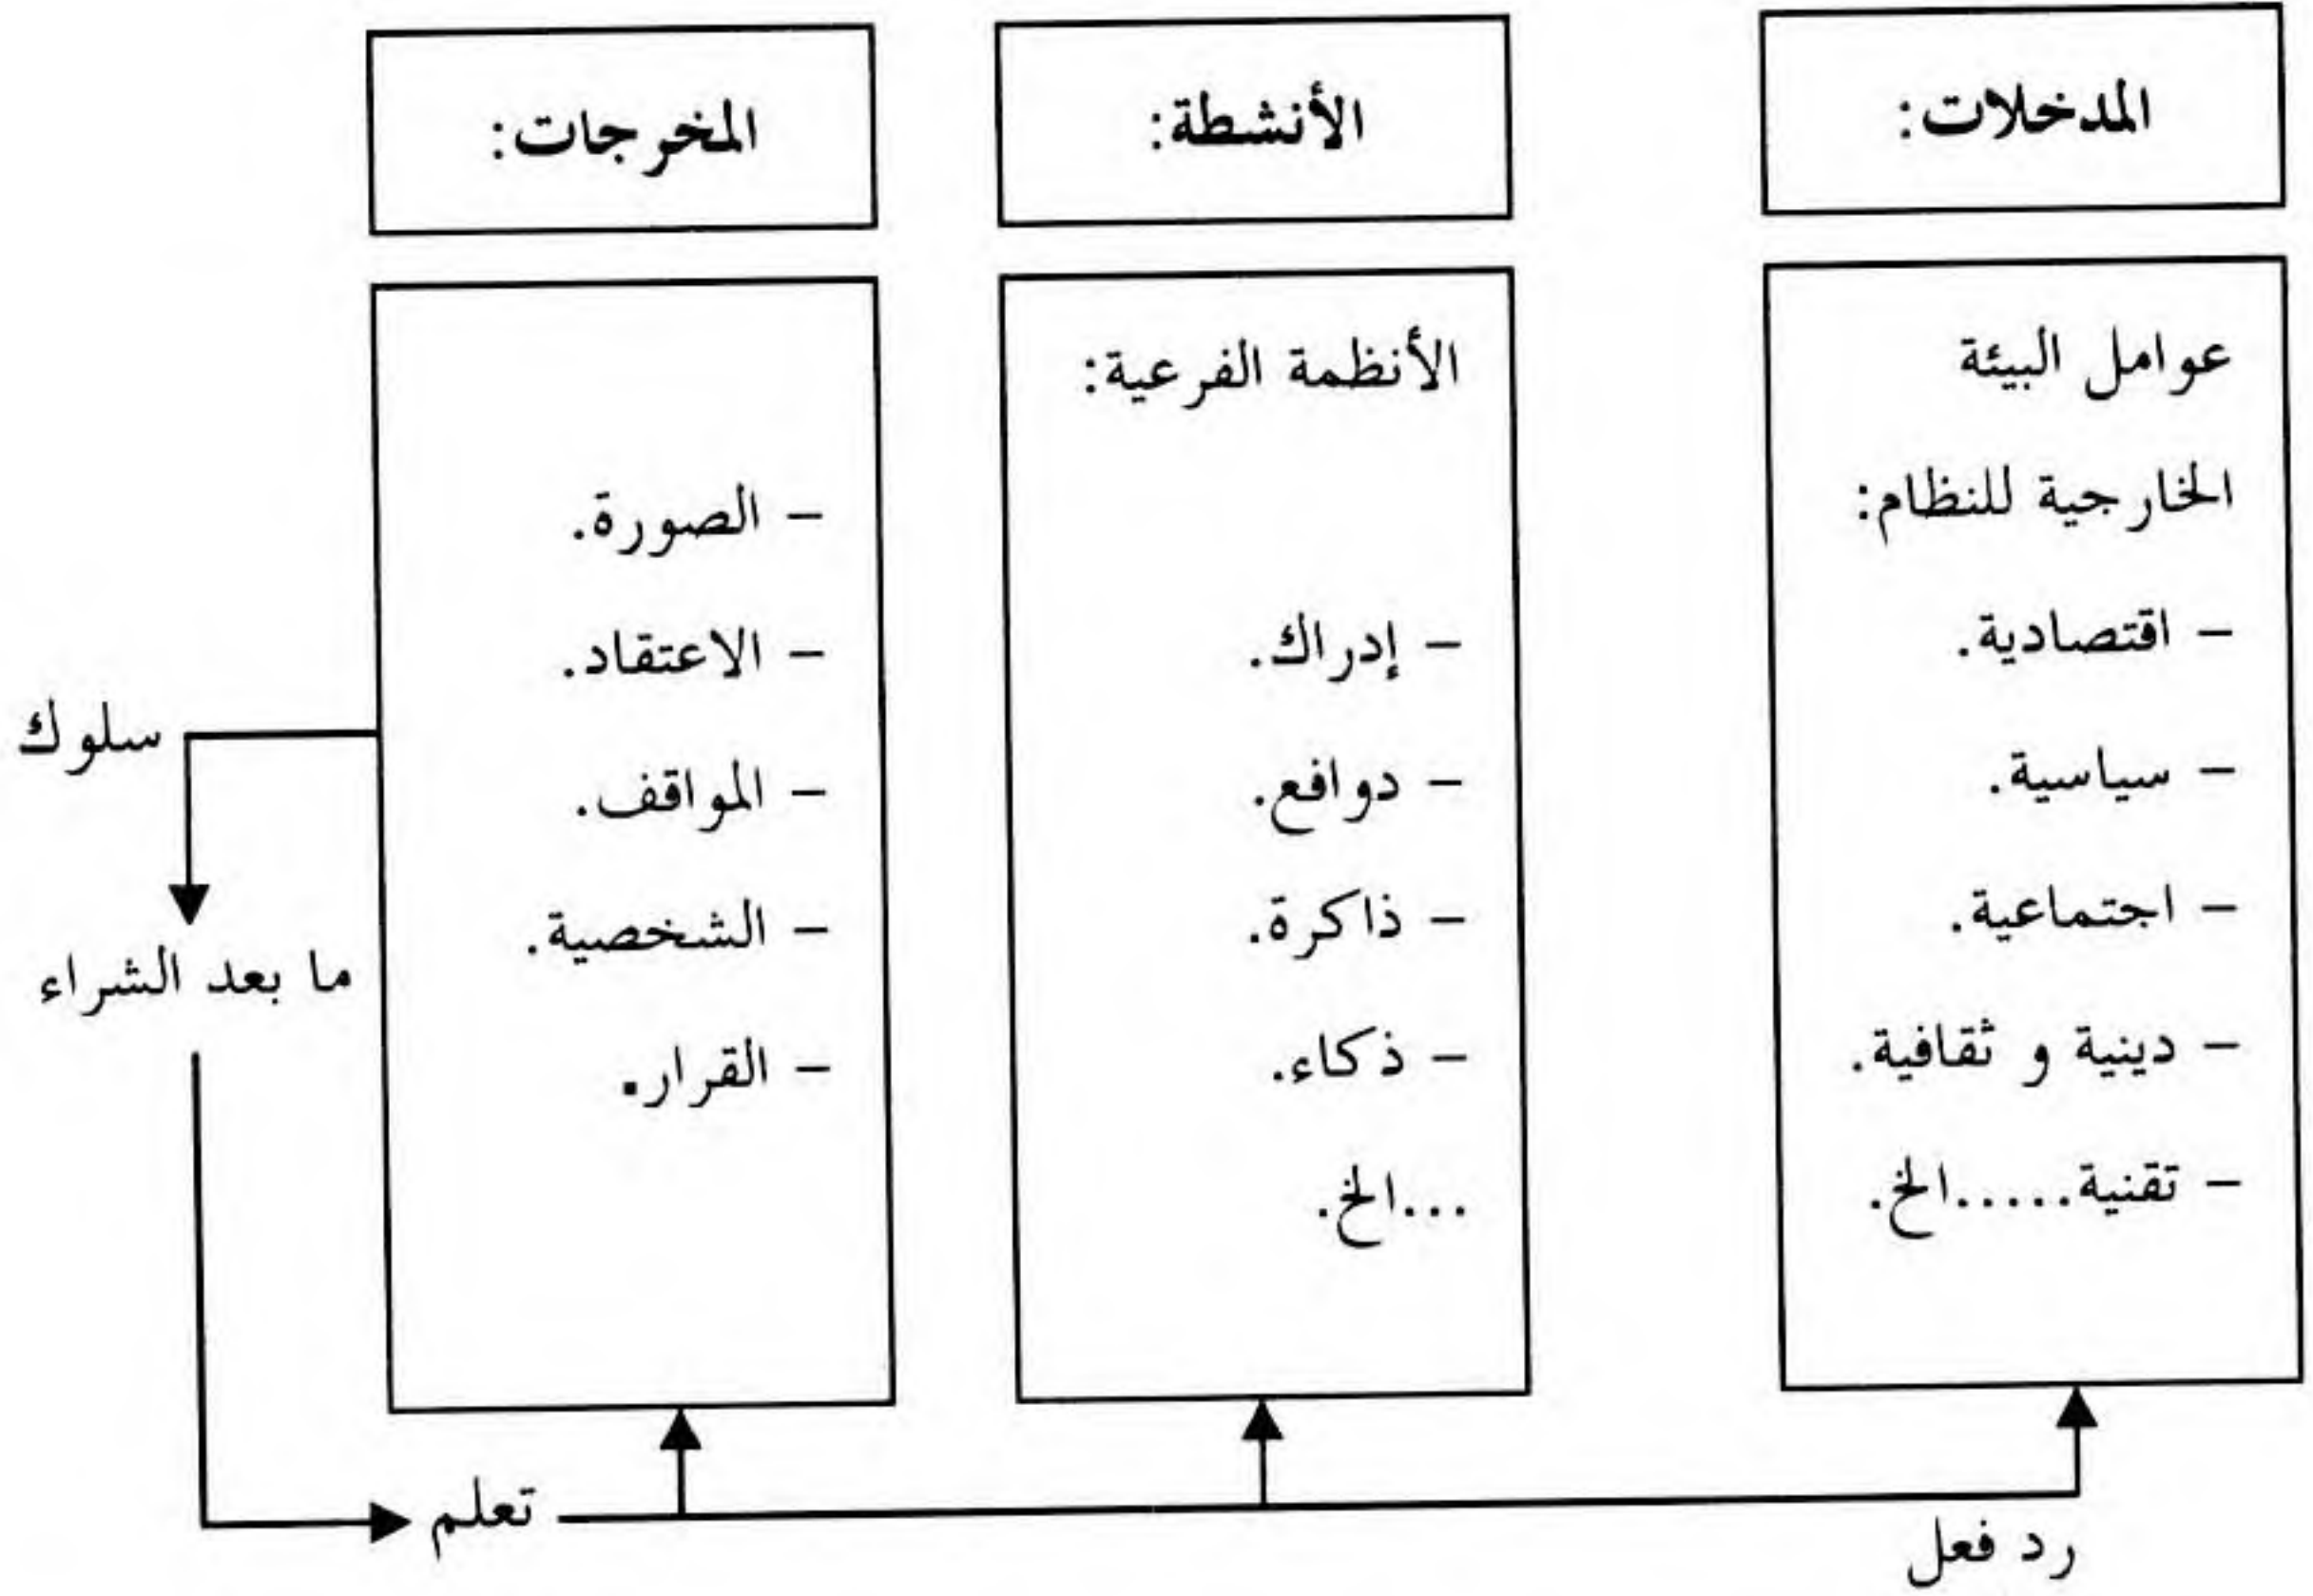 المدخلات:
الأنشطة:
المخرجات:
عوامل البيئة
الخارجية للنظام:
– اقتصادية.
– سياسية.
– اجتماعية.
– دينية و ثقافية.
– تقنية.....الخ.
الأنظمة الفرعية:
– إدراك.
– دوافع.
– ذاكرة.
– ذكاء.
...الخ.
– الصورة.
– الاعتقاد.
– المواقف.
– الشخصية.
– القرار.
سلوك
ما بعد الشراء
تعلم
رد فعل